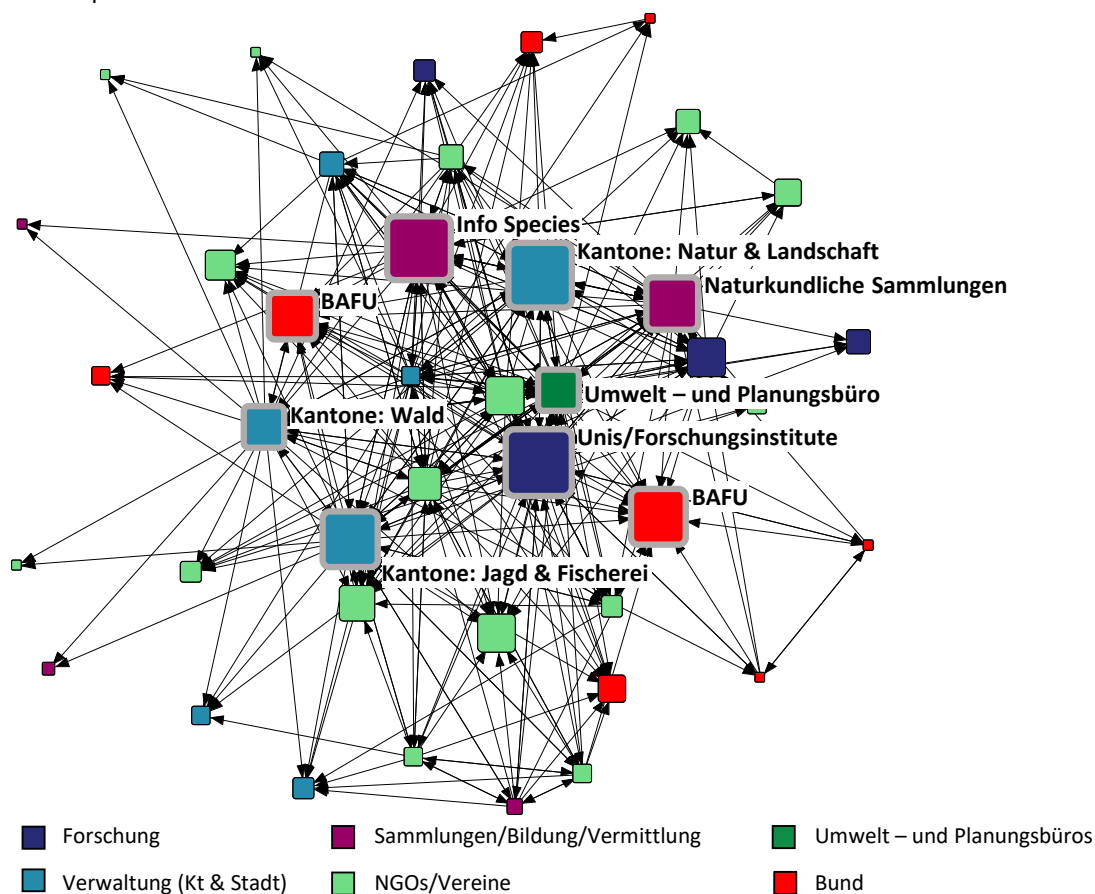 Info Species
Kantone: Natur & Landschaft
Naturkundliche Sammlungen
BAFU
Umwelt – und Planungsbüro
Kantone: Wald
Unis/Forschungsinstitute
BAFU
Kantone: Jagd & Fischerei
Forschung
Sammlungen/Bildung/Vermittlung
Umwelt – und Planungsbüros
Verwaltung (Kt & Stadt)
NGOs/Vereine
Bund